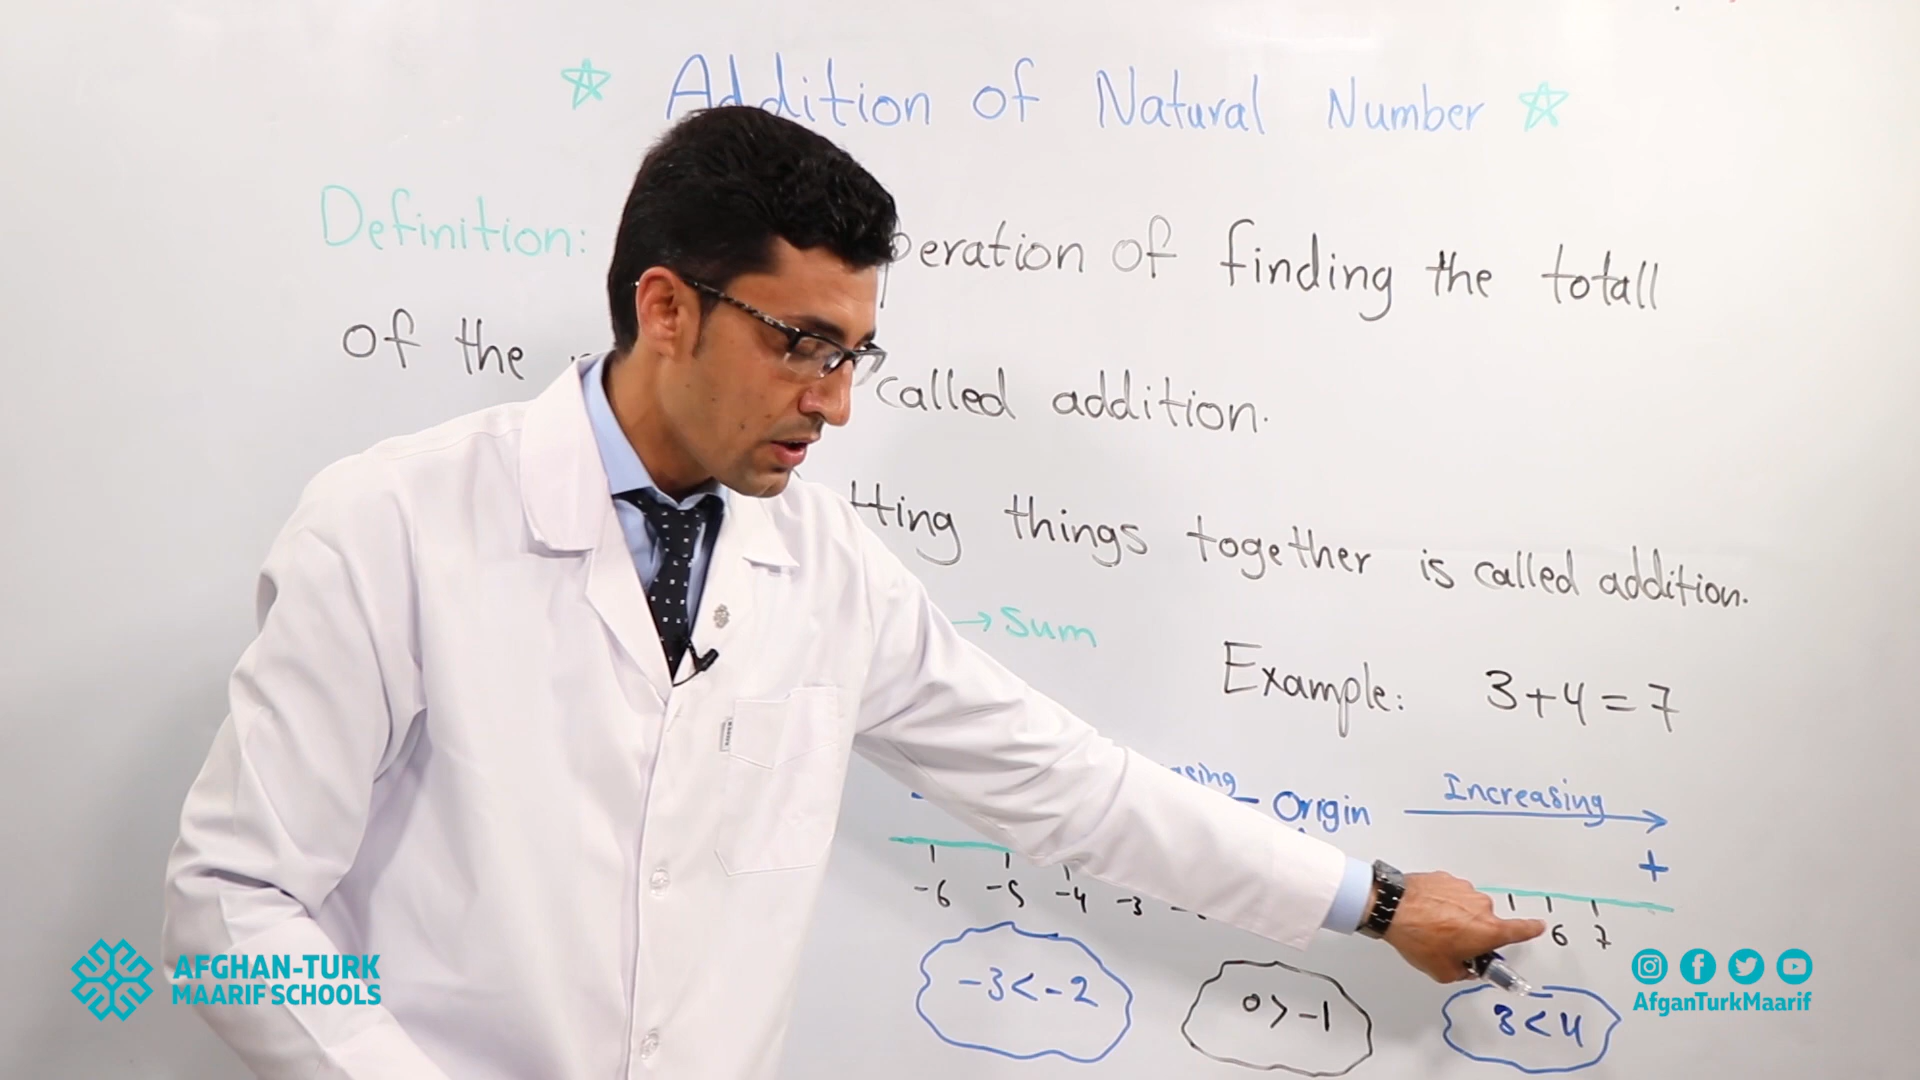 Addition of Natural Number
Definition: peration of finding the totall
of the called addition.
tting things together is called addition.
→ Sum
Example: 3+4=7
sing Origin Increasing
+
-6 -5 -4 -3 6 7
-3<-2 0>-1 3<4
AFGHAN-TURK
MAARIF SCHOOLS
AfganTurkMaarif